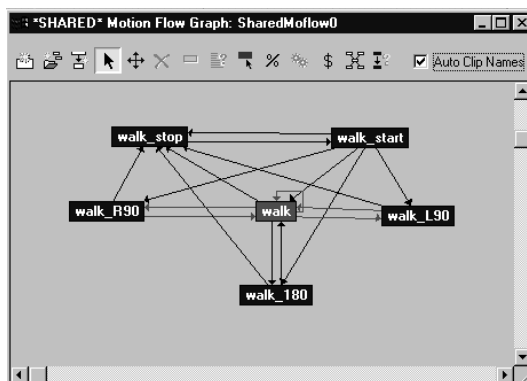 *SHARED* Motion Flow Graph: SharedMoflow0
% $ Auto Clip Names
walk_stop walk_start
walk_R90 walk walk_L90
walk_180